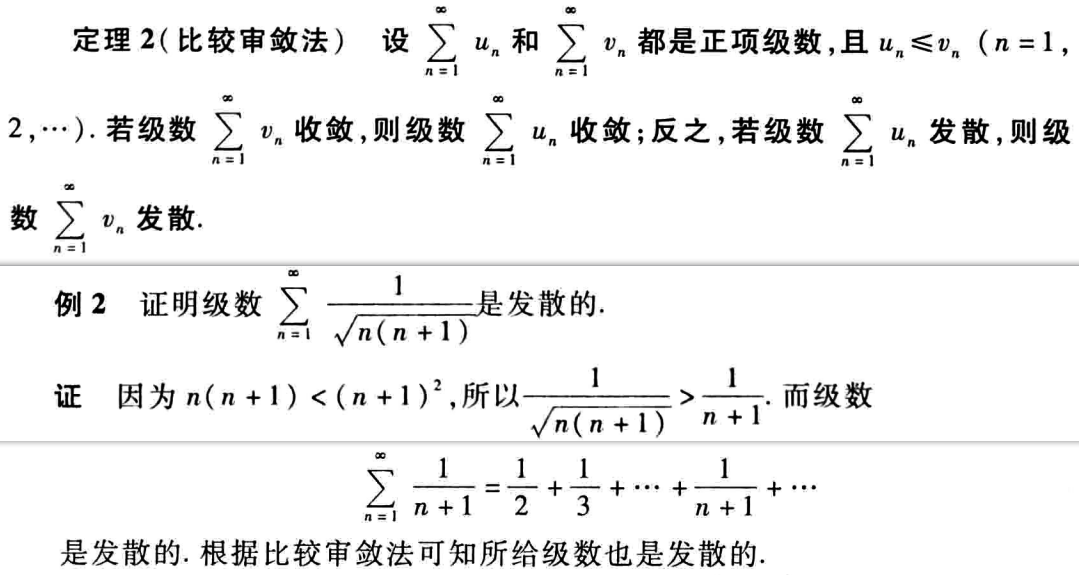 定理 2(比较审敛法) 设 $\sum_{n=1}^{\infty} u_n$ 和 $\sum_{n=1}^{\infty} v_n$ 都是正项级数,且 $u_n \leq v_n$ ($n=1,$
$2,\cdots$). 若级数 $\sum_{n=1}^{\infty} v_n$ 收敛,则级数 $\sum_{n=1}^{\infty} u_n$ 收敛;反之,若级数 $\sum_{n=1}^{\infty} u_n$ 发散,则级
数 $\sum_{n=1}^{\infty} v_n$ 发散.
例 2 证明级数 $\sum_{n=1}^{\infty} \frac{1}{\sqrt{n(n+1)}}$ 是发散的.
证 因为 $n(n+1)<(n+1)^2$,所以 $\frac{1}{\sqrt{n(n+1)}}>\frac{1}{n+1}$. 而级数
$\sum_{n=1}^{\infty} \frac{1}{n+1}=\frac{1}{2}+\frac{1}{3}+\cdots+\frac{1}{n+1}+\cdots$
是发散的. 根据比较审敛法可知所给级数也是发散的.